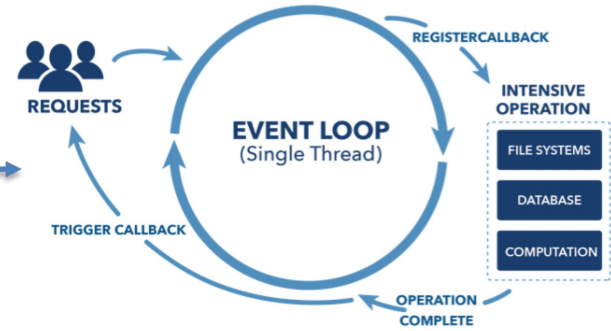 REGISTERCALLBACK
REQUESTS
INTENSIVE
OPERATION
EVENT LOOP
(Single Thread)
FILE SYSTEMS
DATABASE
COMPUTATION
TRIGGER CALLBACK
OPERATION
COMPLETE